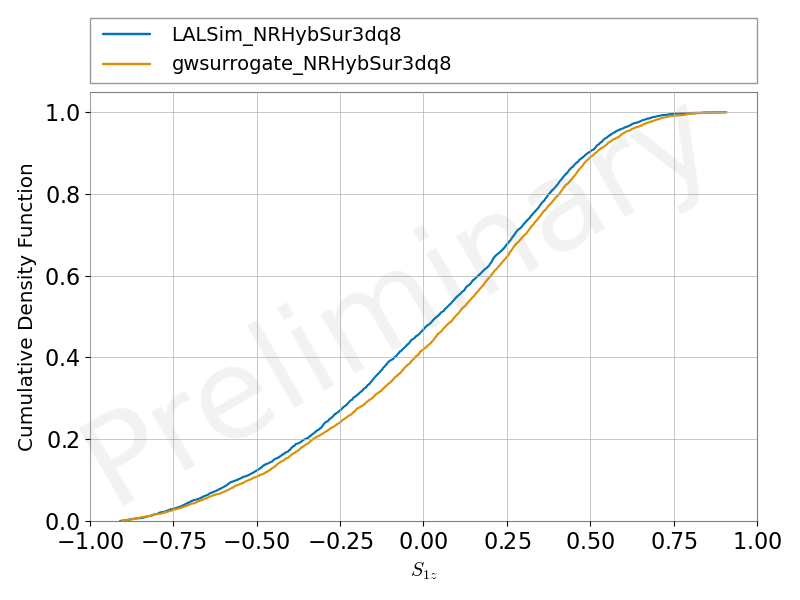 LALSim_NRHybSur3dq8
gwsurrogate_NRHybSur3dq8
Preliminary
Cumulative Density Function
1.0
0.8
0.6
0.4
0.2
0.0
−1.00 −0.75 −0.50 −0.25 0.00 0.25 0.50 0.75 1.00
S1z